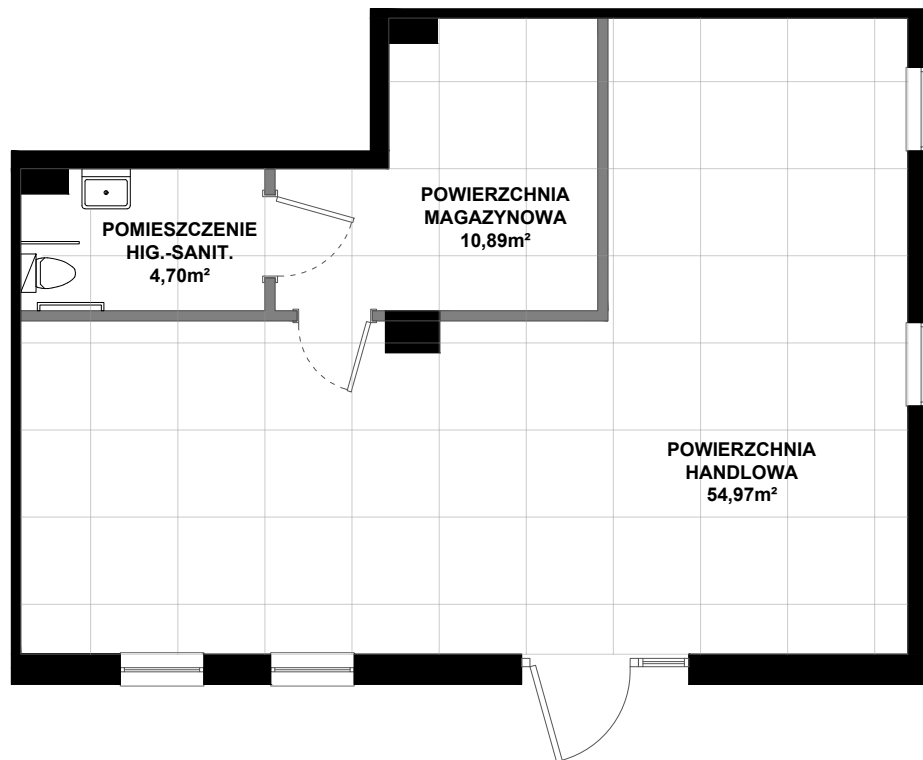 POWIERZCHNIA
MAGAZYNOWA
10,89m²
POMIESZCZENIE
HIG.-SANIT.
4,70m²
POWIERZCHNIA
HANDLOWA
54,97m²